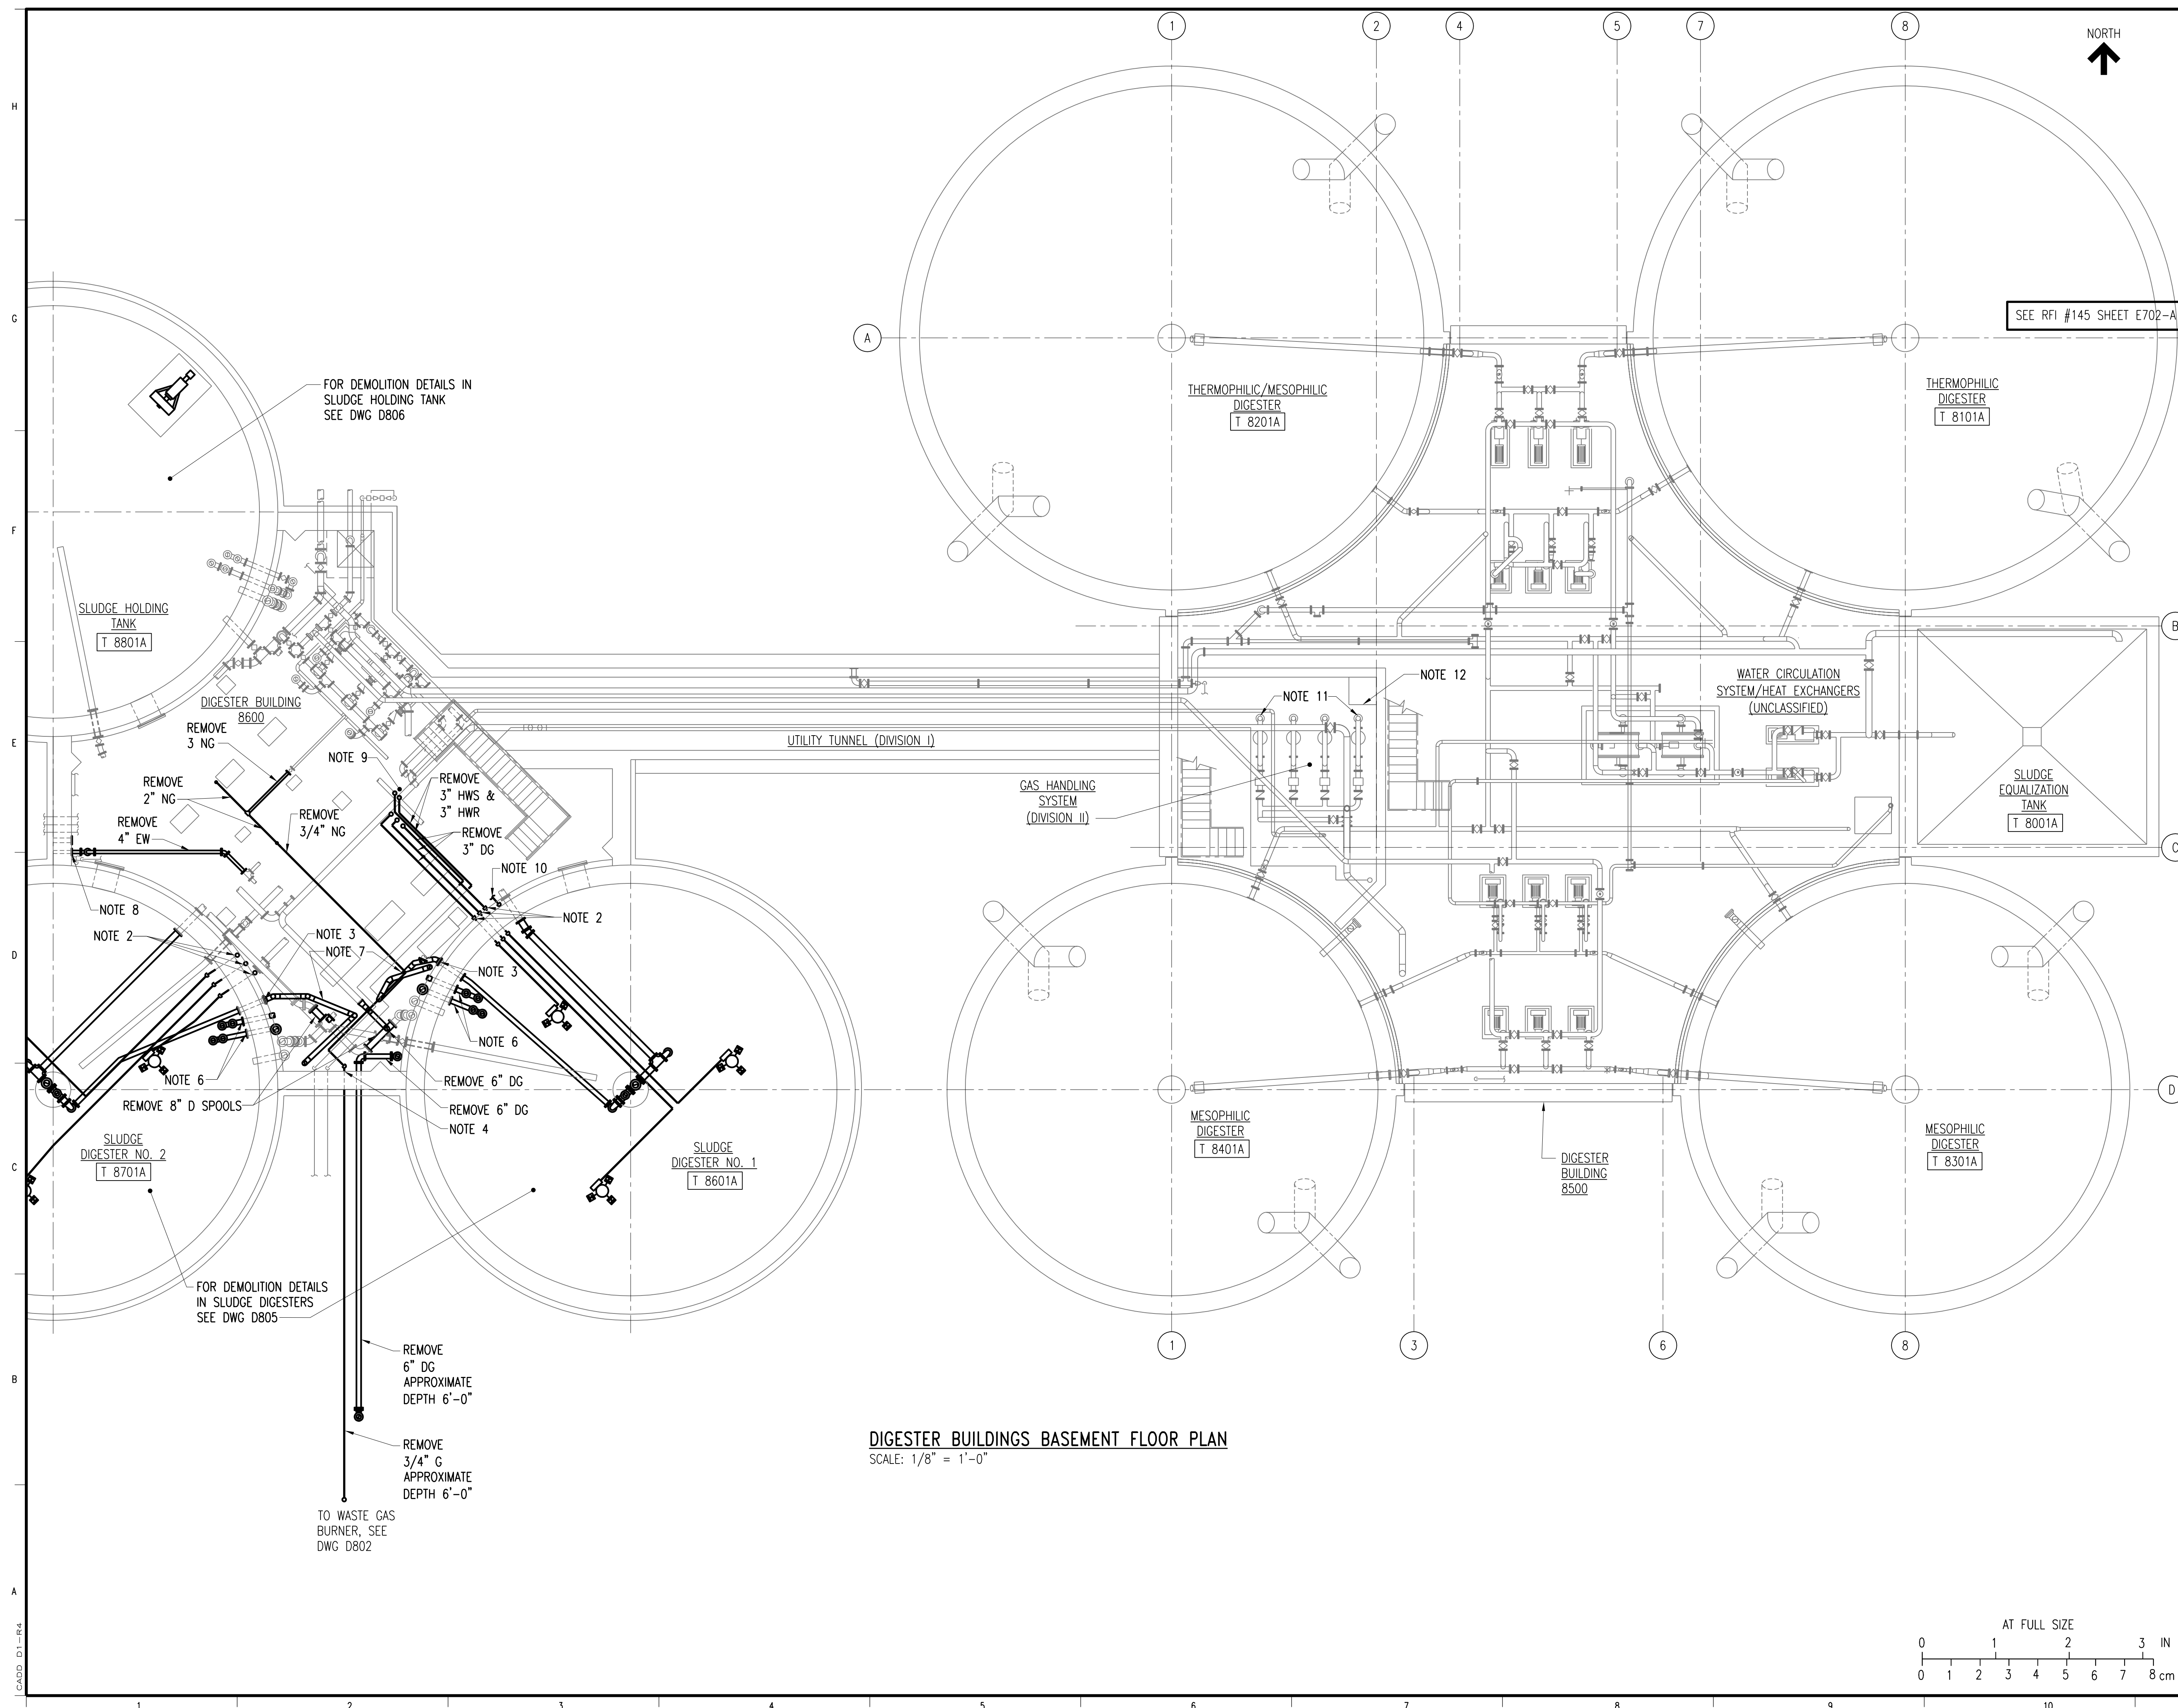 1
2
4
5
7
8
NORTH
H
G
F
E
D
C
B
A
SEE RFI #145 SHEET E702-A
A
THERMOPHILIC/MESOPHILIC
DIGESTER
T 8201A
THERMOPHILIC
DIGESTER
T 8101A
FOR DEMOLITION DETAILS IN
SLUDGE HOLDING TANK
SEE DWG D806
SLUDGE HOLDING
TANK
T 8801A
B
DIGESTER BUILDING
8600
REMOVE
3 NG
NOTE 9
REMOVE
2" NG
REMOVE
3" HWS &
3" HWR
REMOVE
4" EW
REMOVE
3/4" NG
REMOVE
3" DG
NOTE 10
UTILITY TUNNEL (DIVISION I)
NOTE 11
NOTE 12
WATER CIRCULATION
SYSTEM/HEAT EXCHANGERS
(UNCLASSIFIED)
GAS HANDLING
SYSTEM
(DIVISION II)
SLUDGE
EQUALIZATION
TANK
T 8001A
C
NOTE 8
NOTE 2
NOTE 2
NOTE 3
NOTE 7
NOTE 3
NOTE 6
NOTE 6
REMOVE 6" DG
REMOVE 8" D SPOOLS
REMOVE 6" DG
NOTE 4
D
SLUDGE
DIGESTER NO. 2
T 8701A
SLUDGE
DIGESTER NO. 1
T 8601A
MESOPHILIC
DIGESTER
T 8401A
DIGESTER
BUILDING
8500
MESOPHILIC
DIGESTER
T 8301A
FOR DEMOLITION DETAILS
IN SLUDGE DIGESTERS
SEE DWG D805
1
3
6
8
REMOVE
6" DG
APPROXIMATE
DEPTH 6'-0"
REMOVE
3/4" G
APPROXIMATE
DEPTH 6'-0"
TO WASTE GAS
BURNER, SEE
DWG D802
DIGESTER BUILDINGS BASEMENT FLOOR PLAN
SCALE: 1/8" = 1'-0"
AT FULL SIZE
0 1 2 3 IN
0 1 2 3 4 5 6 7 8 cm
CADD D1-R4
1 2 3 4 5 6 7 8 9 10